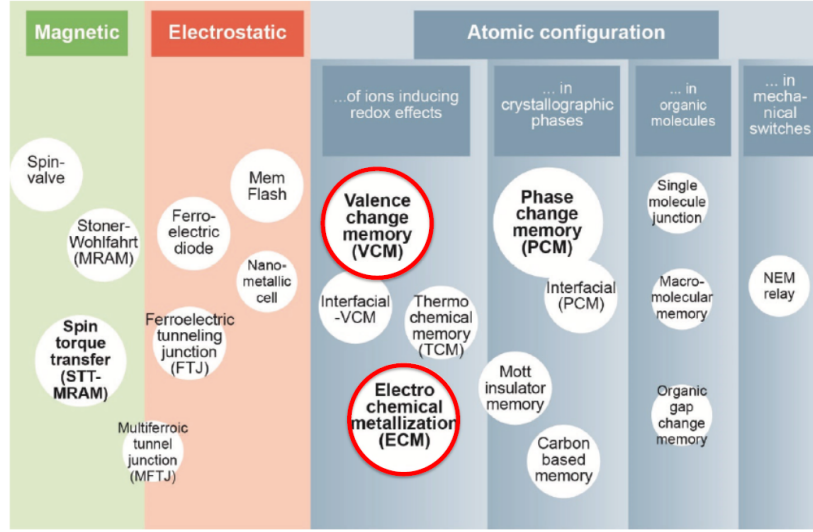 Magnetic
Electrostatic
Atomic configuration
...of ions inducing
redox effects
... in
crystallographic
phases
... in
organic
molecules
... in
mecha-
nical
switches
Spin-
valve
Stoner-
Wohlfahrt
(MRAM)
Spin
torque
transfer
(STT-
MRAM)
Multiferroic
tunnel
junction
(MFTJ)
Mem
Flash
Ferro-
electric
diode
Nano-
metallic
cell
Ferroelectric
tunneling
junction
(FTJ)
Valence
change
memory
(VCM)
Interfacial
-VCM
Thermo
chemical
memory
(TCM)
Electro
chemical
metallization
(ECM)
Phase
change
memory
(PCM)
Interfacial
(PCM)
Mott
insulator
memory
Carbon
based
memory
Single
molecule
junction
Macro-
molecular
memory
Organic
gap
change
memory
NEM
relay